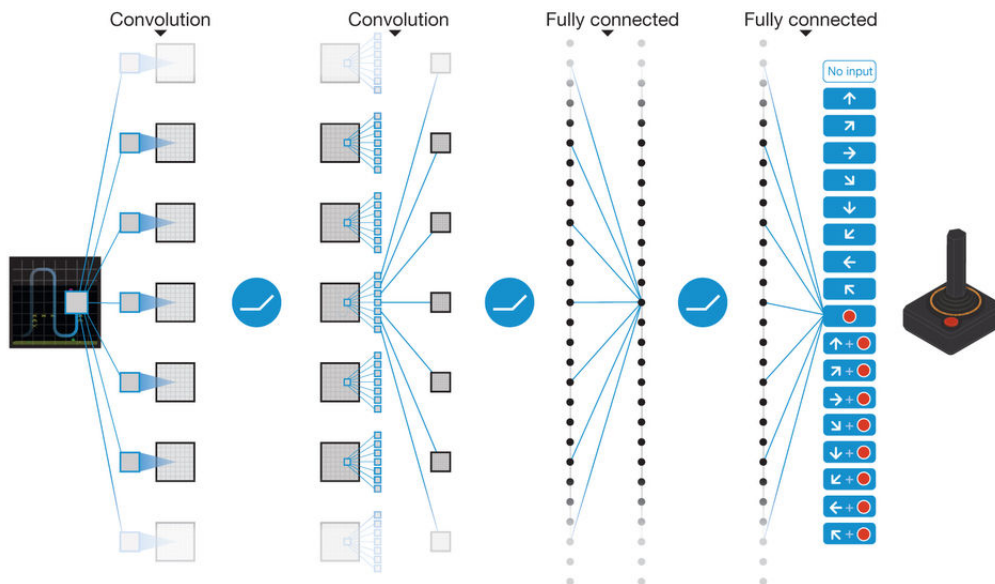 Convolution
Convolution
Fully connected
Fully connected
No input
+
+
+
+
+
+
+
+